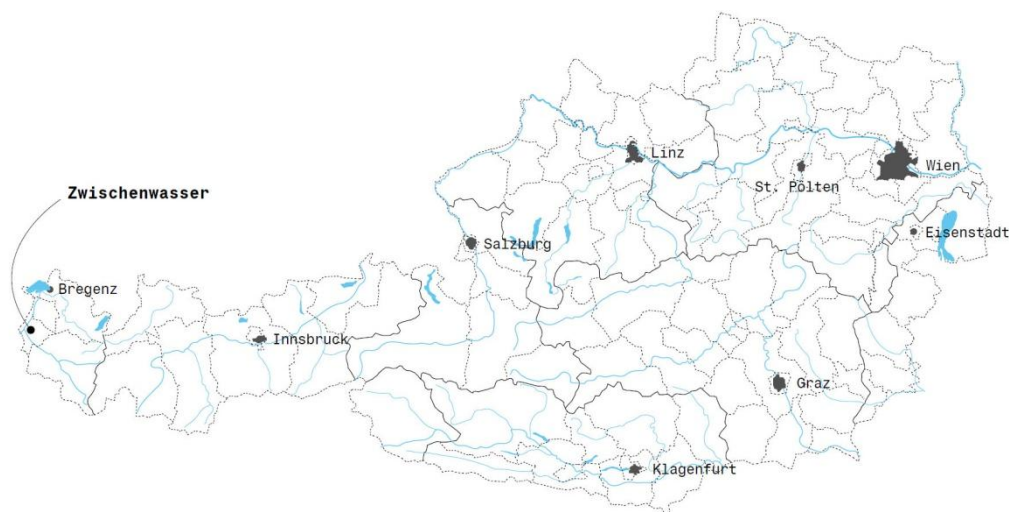 Linz
Wien
St. Pölten
Zwischenwasser
Eisenstadt
Salzburg
Bregenz
Innsbruck
Graz
Klagenfurt